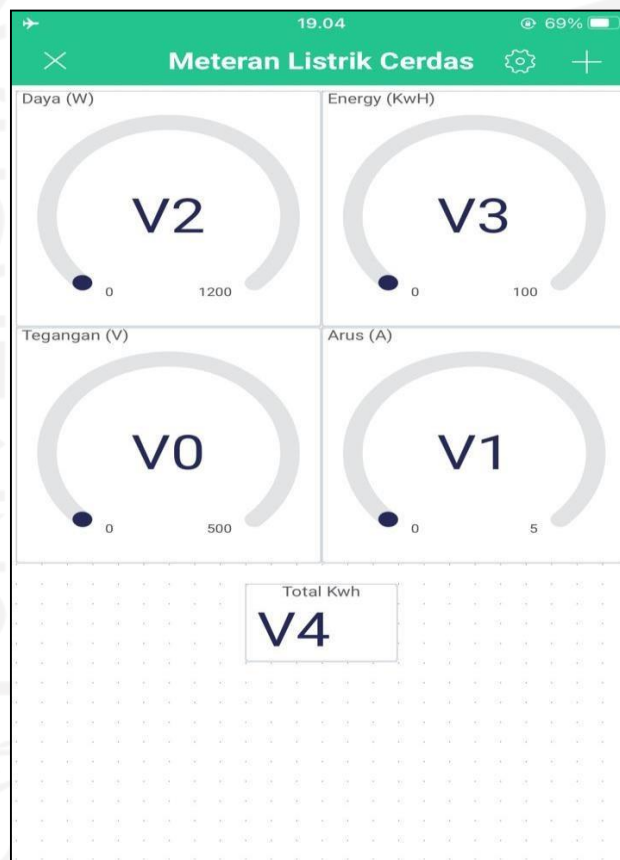 19.04
69%
Meteran Listrik Cerdas
Daya (W)
V2
0
1200
Energy (KwH)
V3
0
100
Tegangan (V)
V0
0
500
Arus (A)
V1
0
5
Total Kwh
V4